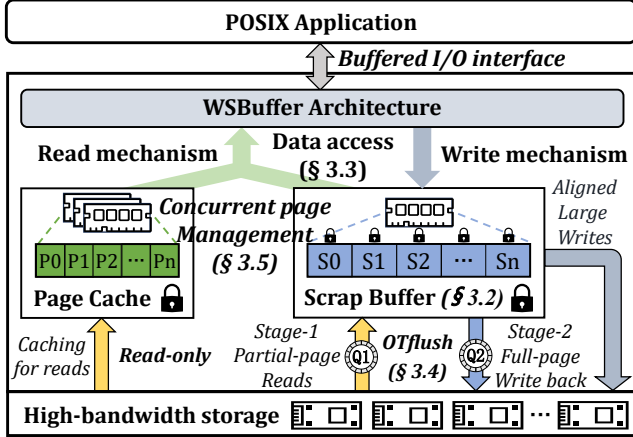 POSIX Application
Buffered I/O interface
WSBuffer Architecture
Read mechanism
Data access
(§ 3.3)
Write mechanism
Concurrent page
Management
(§ 3.5)
P0 P1 P2 ··· Pn
Page Cache
S0 S1 S2 ··· Sn
Scrap Buffer (§ 3.2)
Aligned
Large
Writes
Caching
for reads
Read-only
Stage-1
Partial-page
Reads
Q1
OTflush
(§ 3.4)
Q2
Stage-2
Full-page
Write back
High-bandwidth storage ···